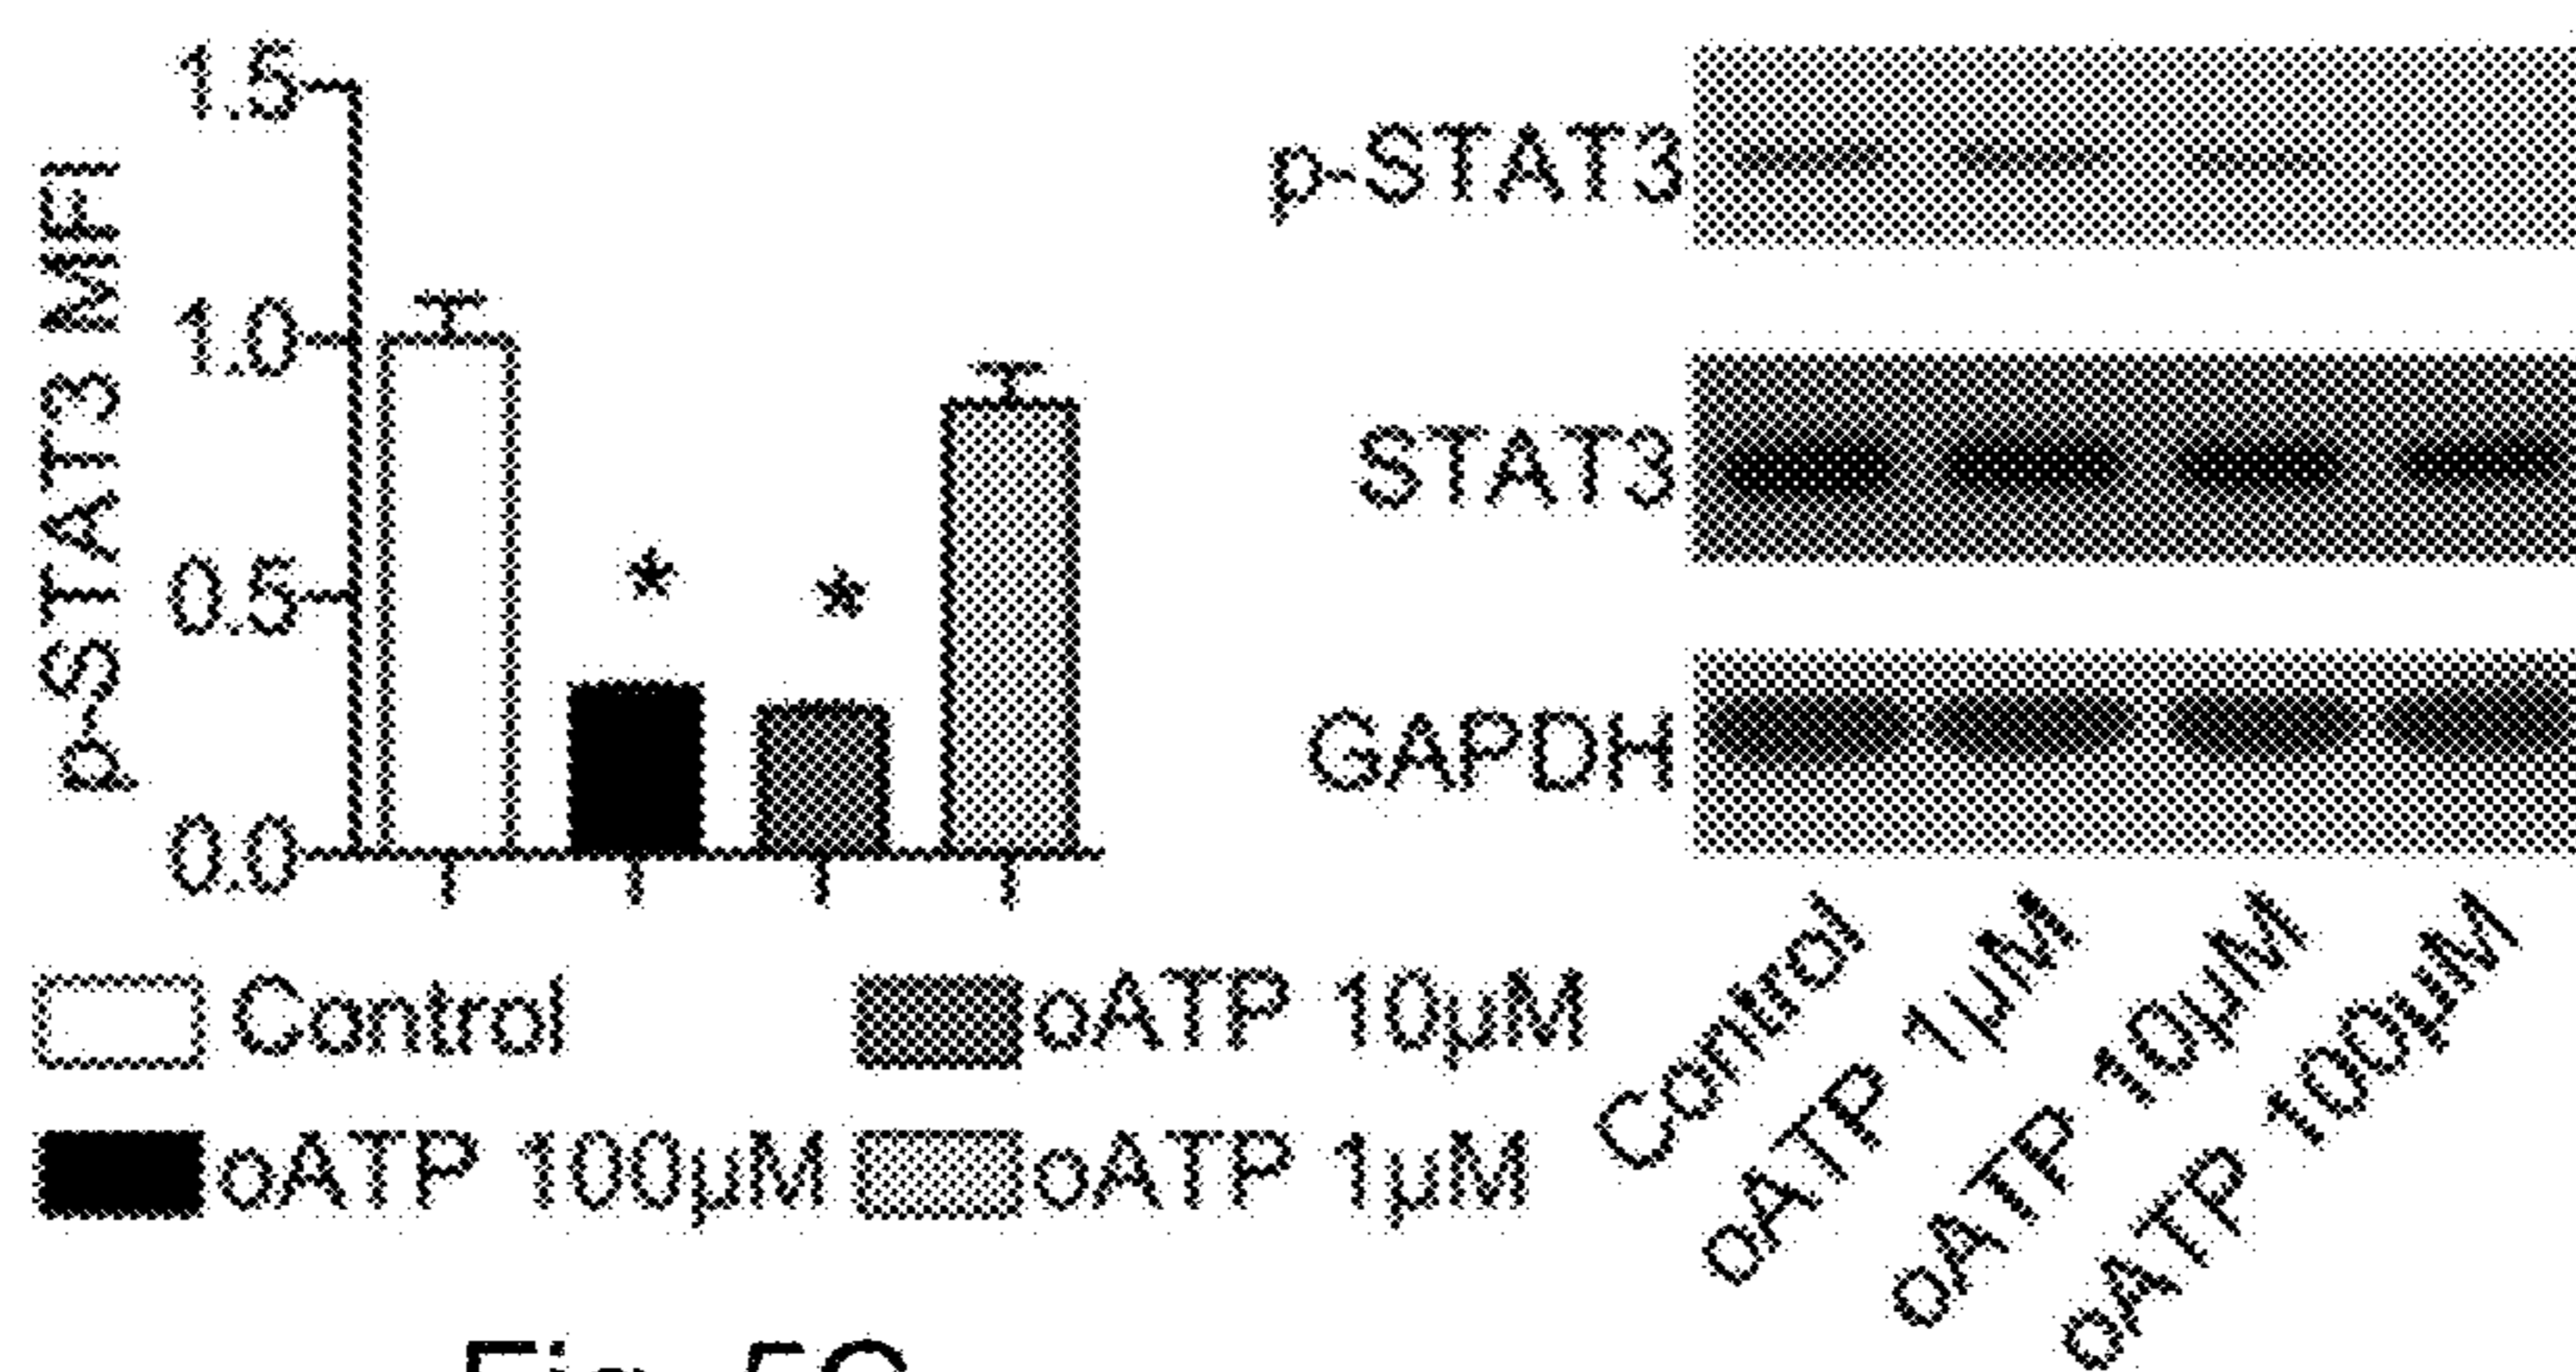 p-STAT3 MFI
1.5
1.0
0.5
0.0
* *
Control
oATP 10µM
oATP 100µM
oATP 1µM
p-STAT3
STAT3
GAPDH
Control
oATP 1µM
oATP 10µM
oATP 100µM